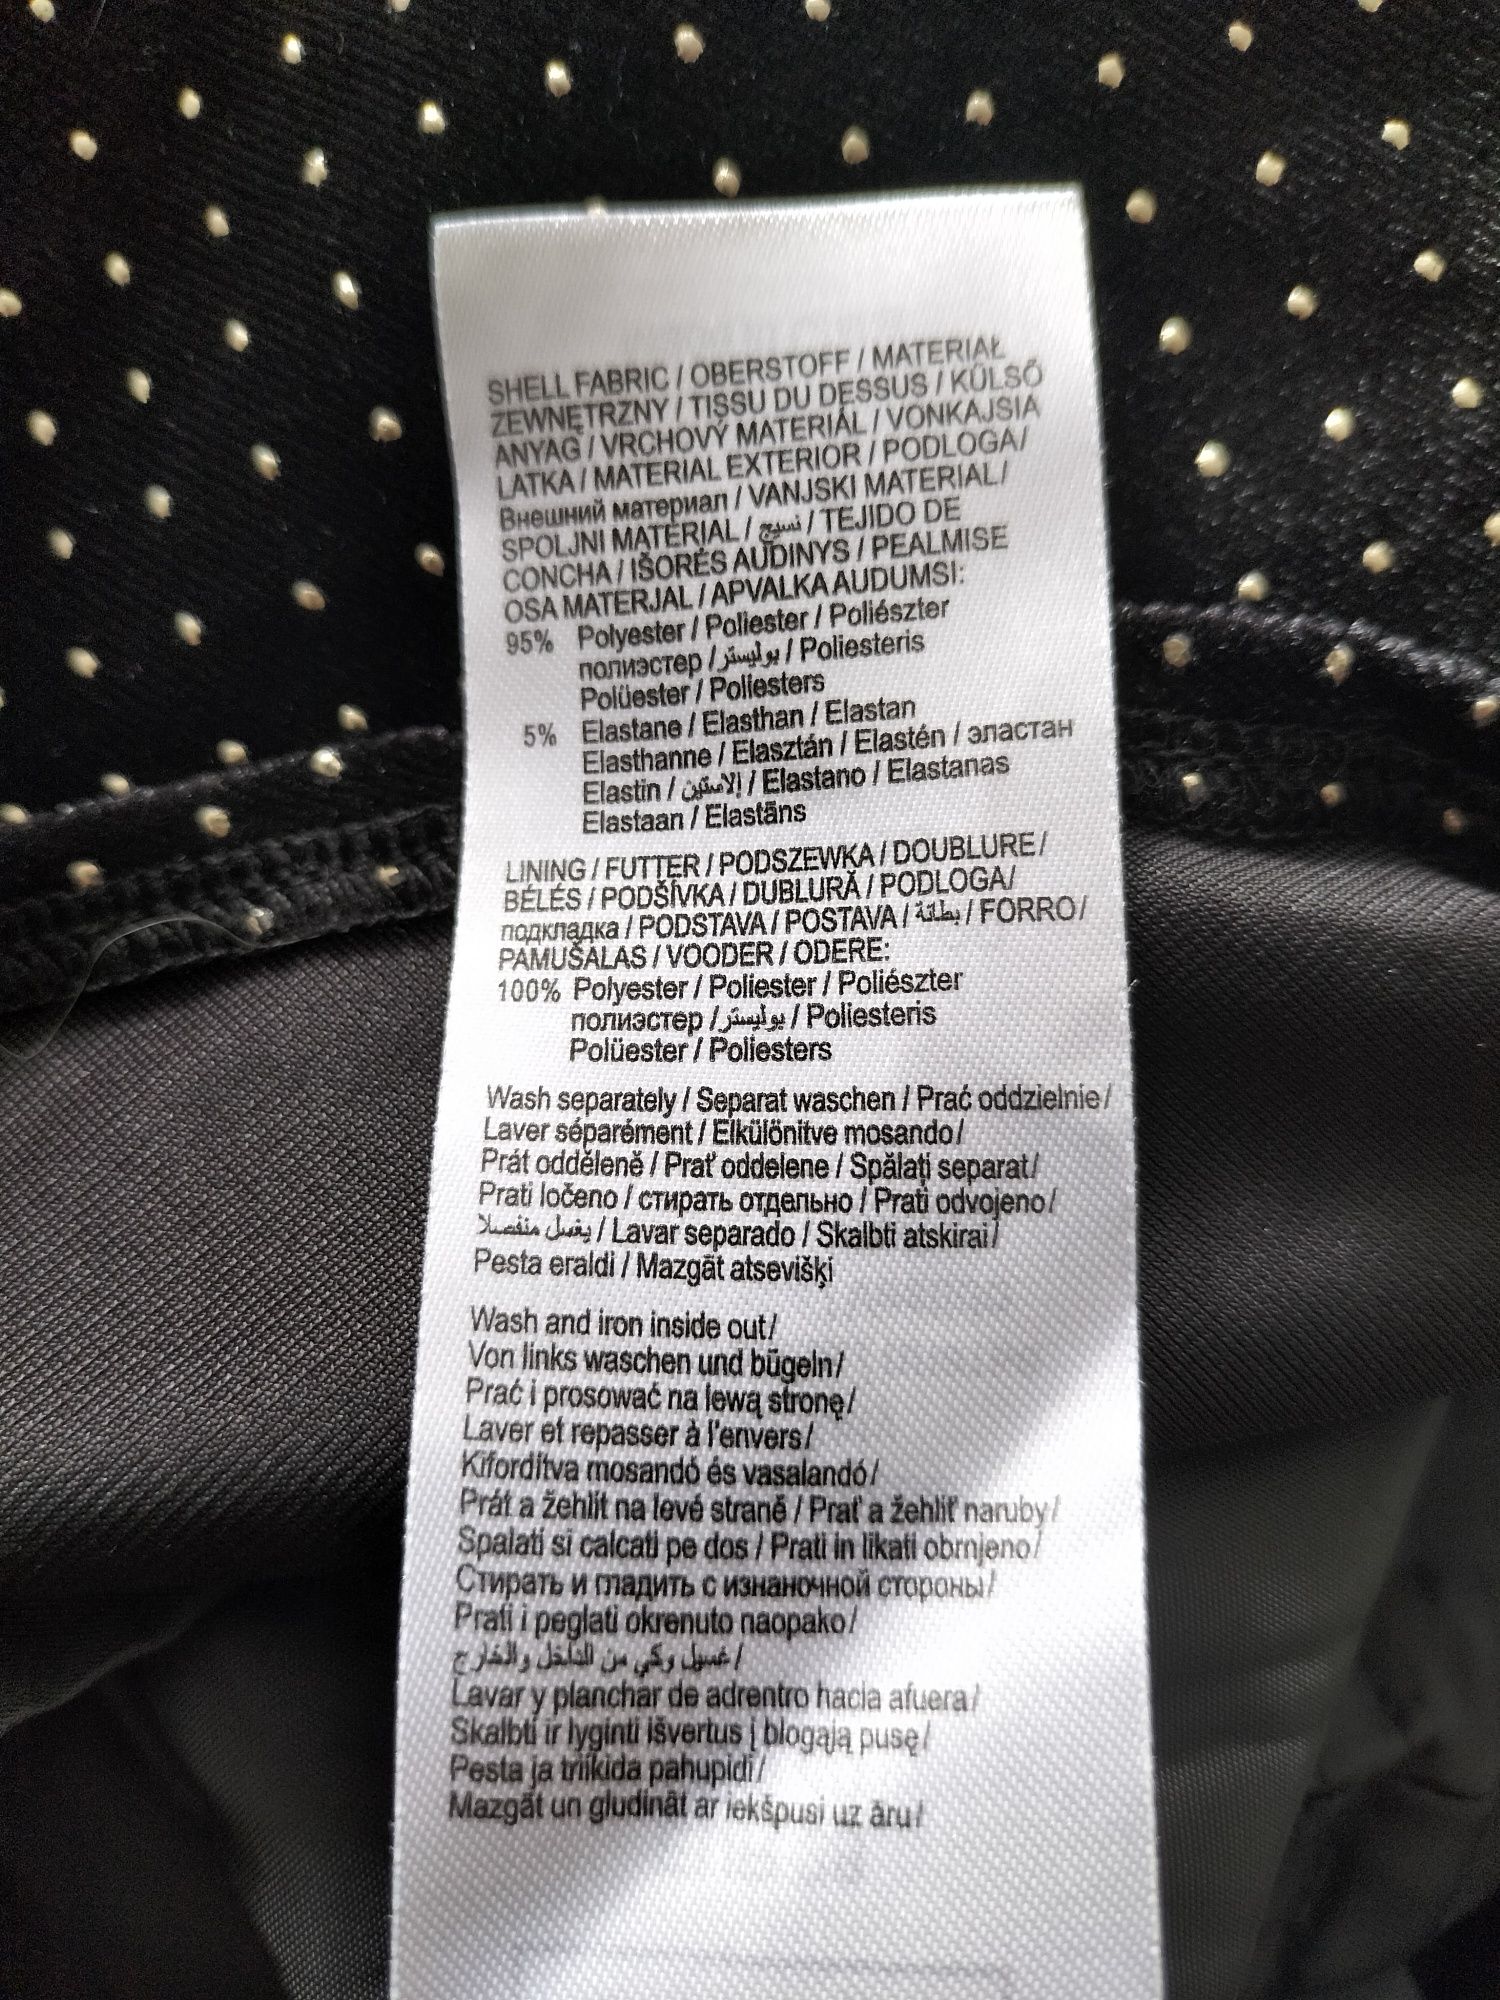 SHELL FABRIC / OBERSTOFF / MATERIAŁ
ZEWNĘTRZNY / TISSU DU DESSUS / KÜLSŐ
ANYAG / VRCHOVÝ MATERIÁL / VONKAJSIA
LATKA / MATERIAL EXTERIOR / PODLOGA /
Внешний материал / VANJSKI MATERIAL /
SPOLJNI MATERIAL / نسيج / TEJIDO DE
CONCHA / IŠORĖS AUDINYS / PEALMISE
OSA MATERJAL / APVALKA AUDUMSI:
95% Polyester / Poliester / Poliészter
полиэстер / بوليستر / Poliesteris
Polüester / Poliesters
5% Elastane / Elasthan / Elastan
Elasthanne / Elasztán / Elastén / эластан
Elastin / الاستين / Elastano / Elastanas
Elastaan / Elastāns
LINING / FUTTER / PODSZEWKA / DOUBLURE /
BÉLÉS / PODŠÍVKA / DUBLURĂ / PODLOGA /
подкладка / PODSTAVA / POSTAVA / بطانة / FORRO /
PAMUŠALAS / VOODER / ODERE:
100% Polyester / Poliester / Poliészter
полиэстер / بوليستر / Poliesteris
Polüester / Poliesters
Wash separately / Separat waschen / Prać oddzielnie /
Laver séparément / Elkülönitve mosando /
Prát odděleně / Prať oddelene / Spălați separat /
Prati ločeno / стирать отдельно / Prati odvojeno /
يغسل منفصلا / Lavar separado / Skalbti atskirai /
Pesta eraldi / Mazgāt atsevišķi
Wash and iron inside out /
Von links waschen und bügeln /
Prać i prosować na lewą stronę /
Laver et repasser à l'envers /
Kifordítva mosandó és vasalandó /
Prát a žehlit na levé straně / Prať a žehliť naruby /
Spalati si calcati pe dos / Prati in likati obrnjeno /
Стирать и гладить с изнаночной стороны /
Prati i peglati okrenuto naopako /
غسيل وكي من الداخل والخارج /
Lavar y planchar de adrentro hacia afuera /
Skalbti ir lyginti išvertus į blogąją pusę /
Pesta ja triikida pahupidi /
Mazgāt un gludināt ar iekšpusi uz āru /